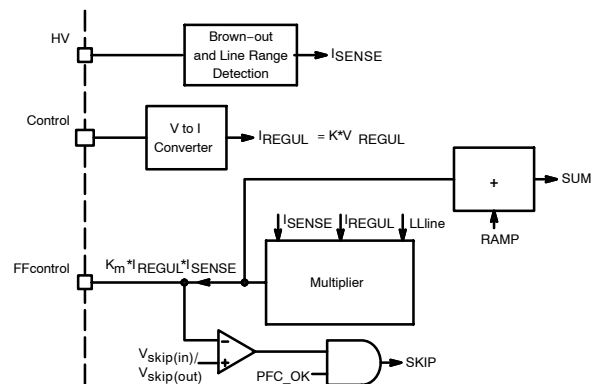 HV
Brown-out
and Line Range
Detection
ISENSE
Control
V to I
Converter
IREGUL = K*V REGUL
+
SUM
RAMP
ISENSE IREGUL LLline
FFcontrol
Km*IREGUL*ISENSE
Multiplier
Vskip(in)/
Vskip(out)
−
+
PFC_OK
SKIP